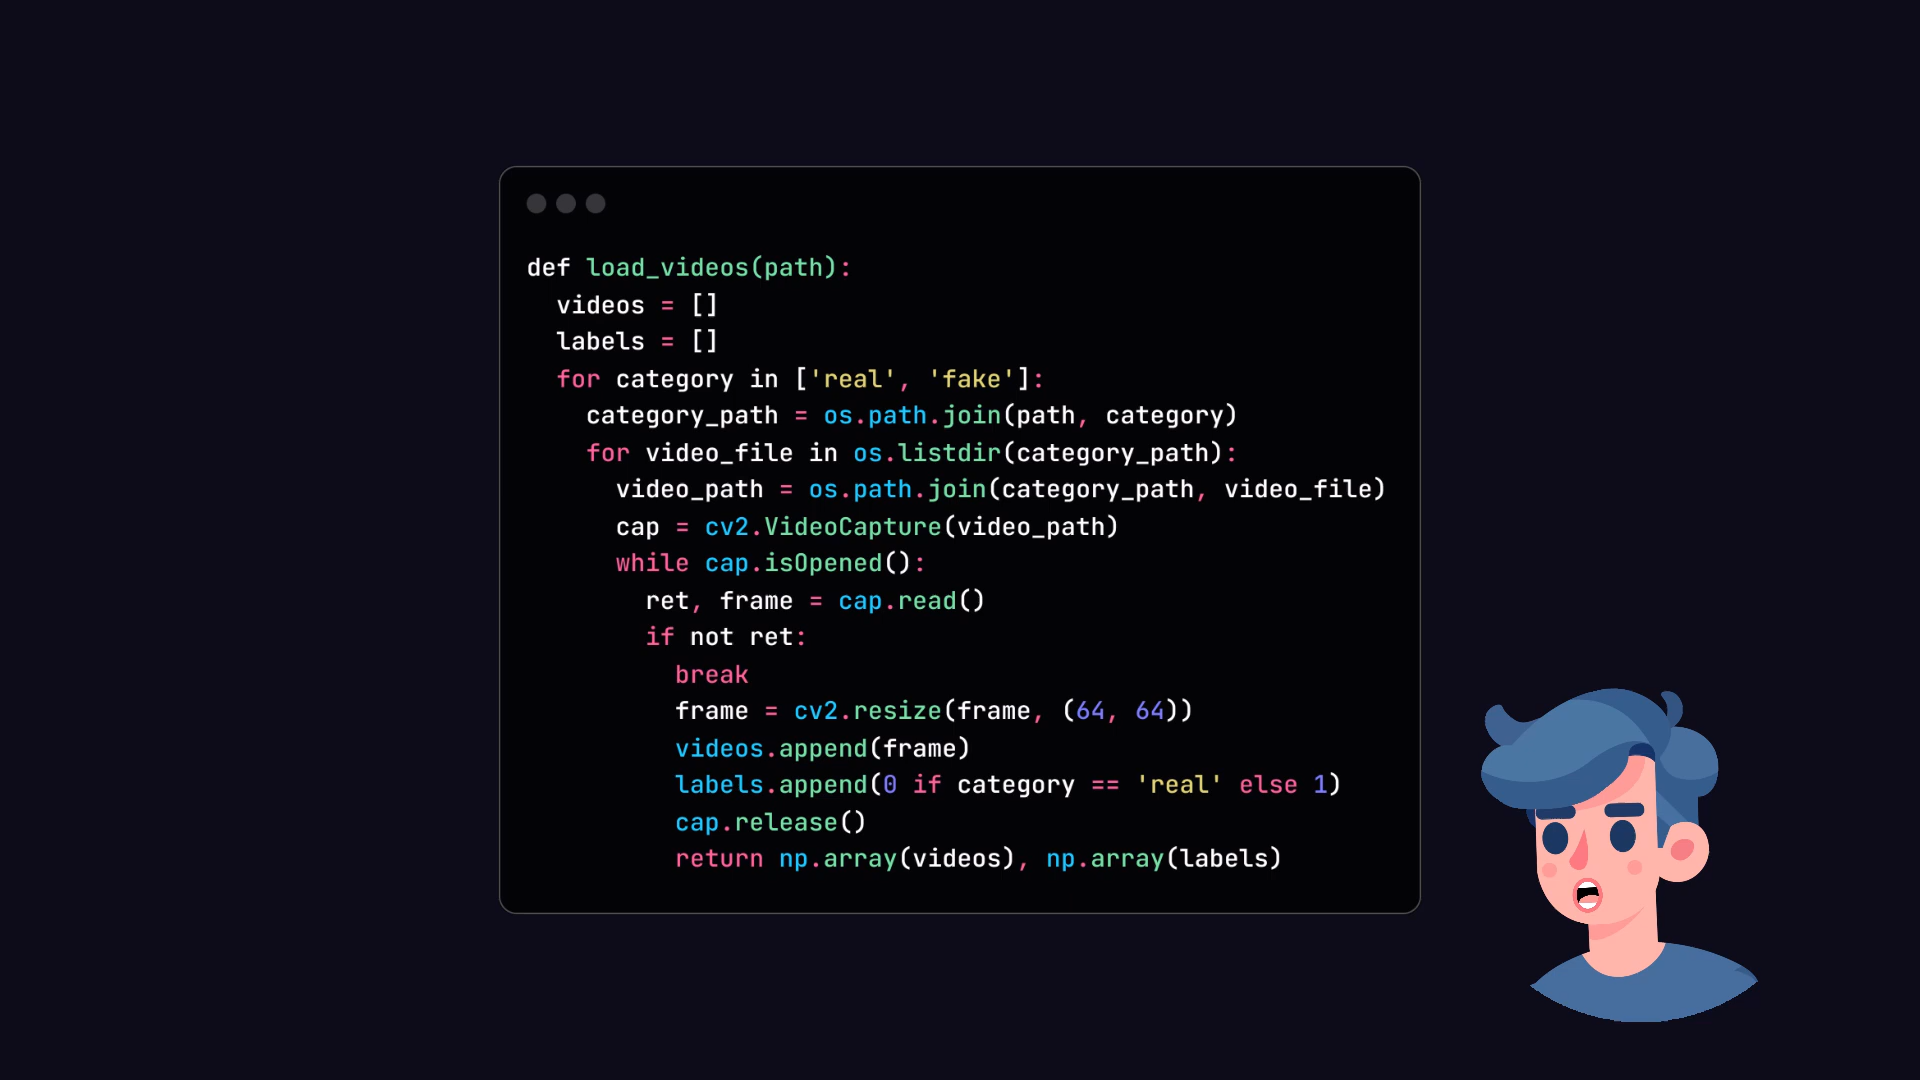 def load_videos(path):
  videos = []
  labels = []
  for category in ['real', 'fake']:
    category_path = os.path.join(path, category)
    for video_file in os.listdir(category_path):
      video_path = os.path.join(category_path, video_file)
      cap = cv2.VideoCapture(video_path)
      while cap.isOpened():
        ret, frame = cap.read()
        if not ret:
          break
          frame = cv2.resize(frame, (64, 64))
          videos.append(frame)
          labels.append(0 if category == 'real' else 1)
          cap.release()
          return np.array(videos), np.array(labels)